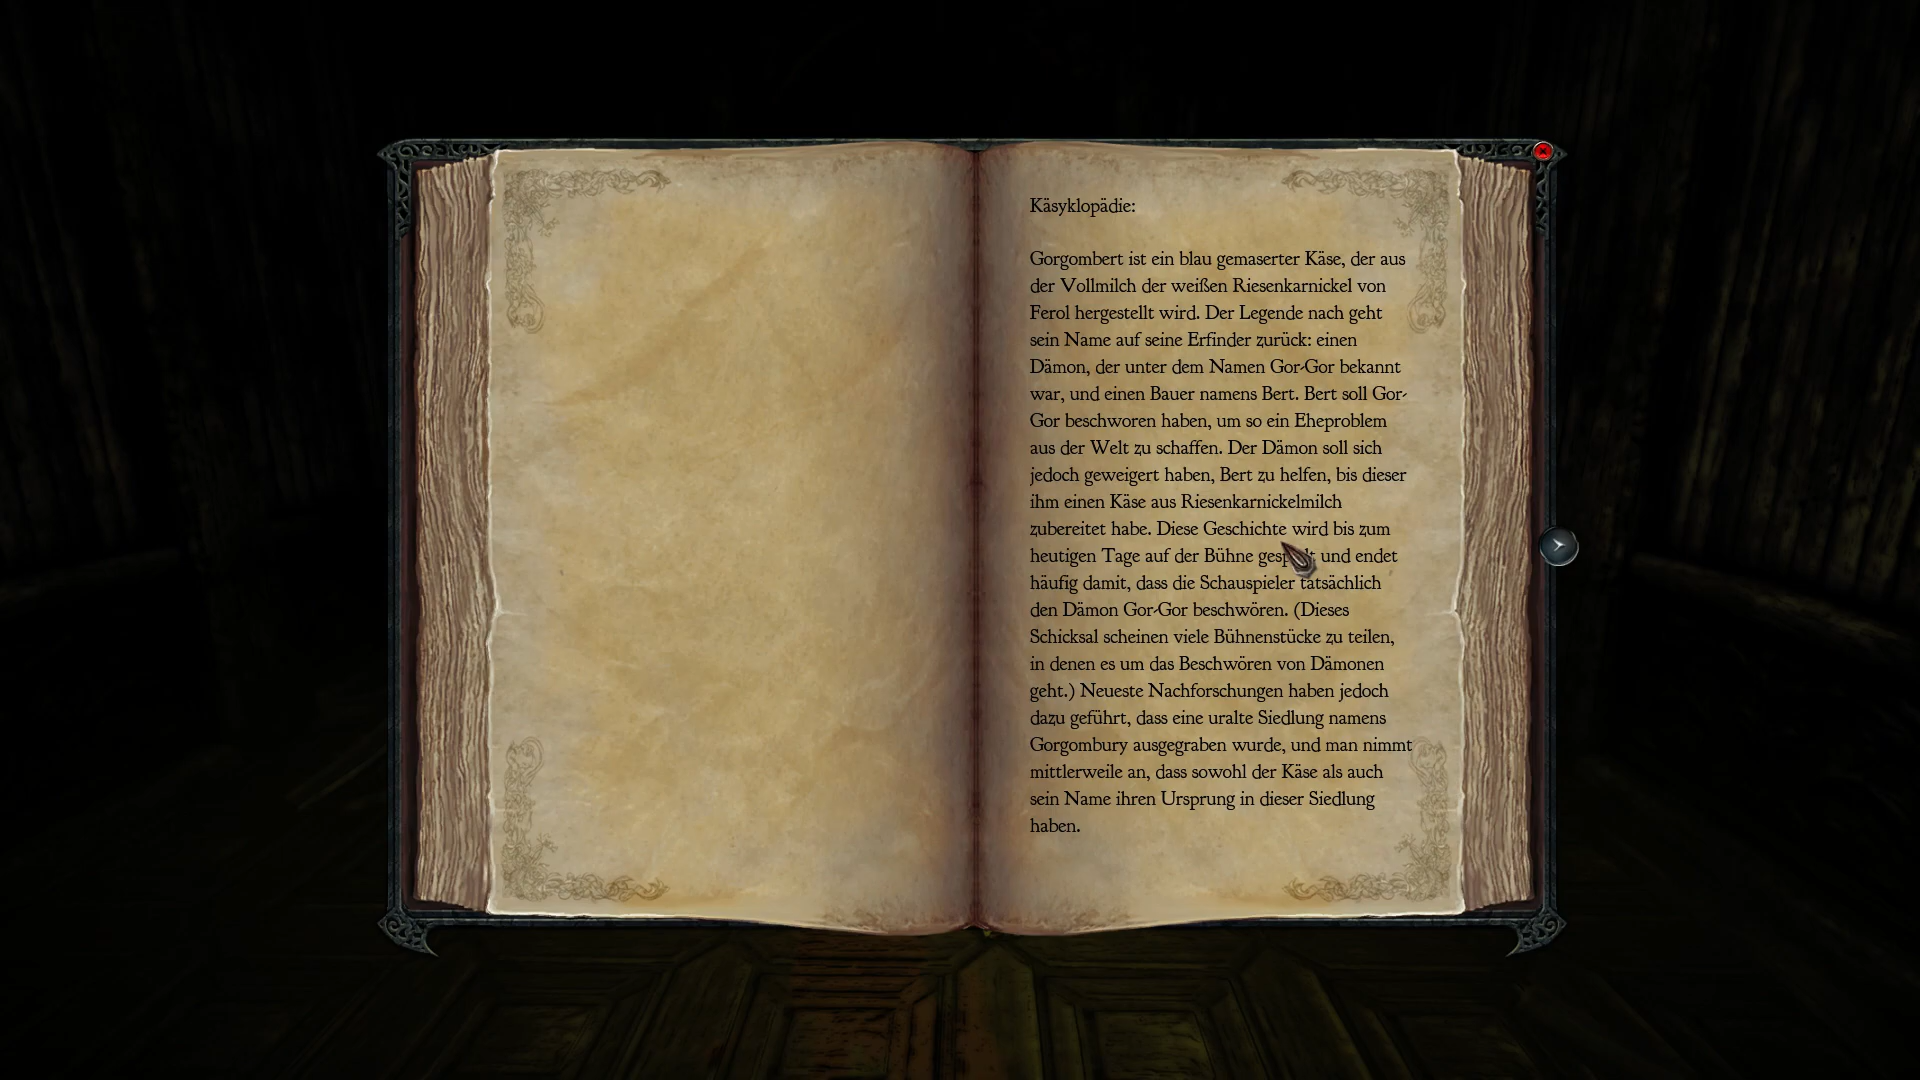 Käsyklopädie:
Gorgombert ist ein blau gemaserter Käse, der aus
der Vollmilch der weißen Riesenkarnickel von
Ferol hergestellt wird. Der Legende nach geht
sein Name auf seine Erfinder zurück: einen
Dämon, der unter dem Namen Gor-Gor bekannt
war, und einen Bauer namens Bert. Bert soll Gor-
Gor beschworen haben, um so ein Eheproblem
aus der Welt zu schaffen. Der Dämon soll sich
jedoch geweigert haben, Bert zu helfen, bis dieser
ihm einen Käse aus Riesenkarnickelmilch
zubereitet habe. Diese Geschichte wird bis zum
heutigen Tage auf der Bühne und endet
häufig damit, dass die Schauspieler tatsächlich
den Dämon Gor-Gor beschwören. (Dieses
Schicksal scheinen viele Bühnenstücke zu teilen,
in denen es um das Beschwören von Dämonen
geht.) Neueste Nachforschungen haben jedoch
dazu geführt, dass eine uralte Siedlung namens
Gorgombury ausgegraben wurde, und man nimmt
mittlerweile an, dass sowohl der Käse als auch
sein Name ihren Ursprung in dieser Siedlung
haben.